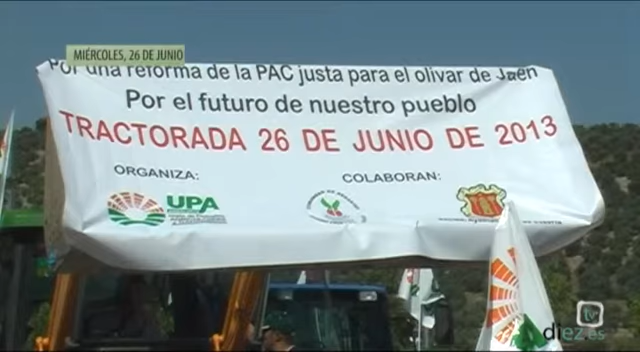 MIÉRCOLES, 26 DE JUNIO
Por una reforma de la PAC justa para el olivar de Jaén
Por el futuro de nuestro pueblo
TRACTORADA 26 DE JUNIO DE 2013
ORGANIZA:
COLABORAN:
UPA
tv
diez.es